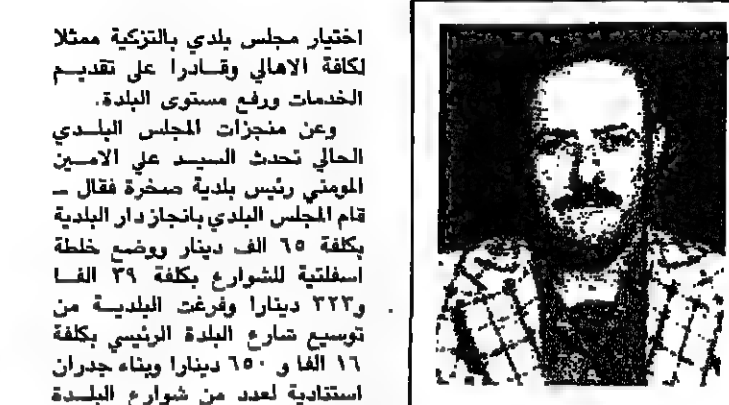 اختيار مجلس بلدي بالتزكية ممثلا
لكافة الاهالي وقادرا على تقديم
الخدمات ورفع مستوى البلدة.
وعن منجزات المجلس البلدي
الحالي تحدث السيد علي الامين
المومني رئيس بلدية صخرة فقال ــ
قام المجلس البلدي بانجاز دار البلدية
بكلفة ٦٥ الف دينار ووضع خلطة
اسفلتية للشوارع بكلفة ٣٩ الفا
و٣٢٣ دينارا وفرغت البلدية من
توسيع شارع البلدة الرئيسي بكلفة
١٦ الفا و ٦٥٠ دينارا وبناء جدران
استنادية لعدد من شوارع البلدة